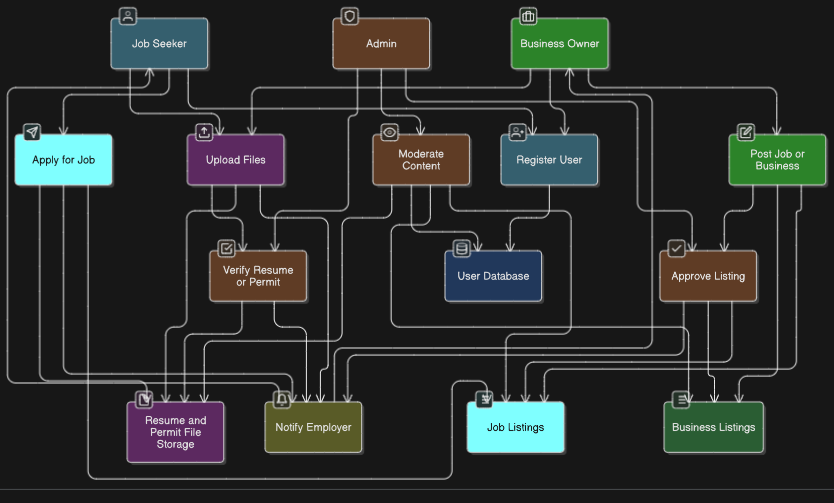 Job Seeker
Admin
Business Owner
Apply for Job
Upload Files
Moderate
Content
Register User
Post Job or
Business
Verify Resume
or Permit
User Database
Approve Listing
Resume and
Permit File
Storage
Notify Employer
Job Listings
Business Listings